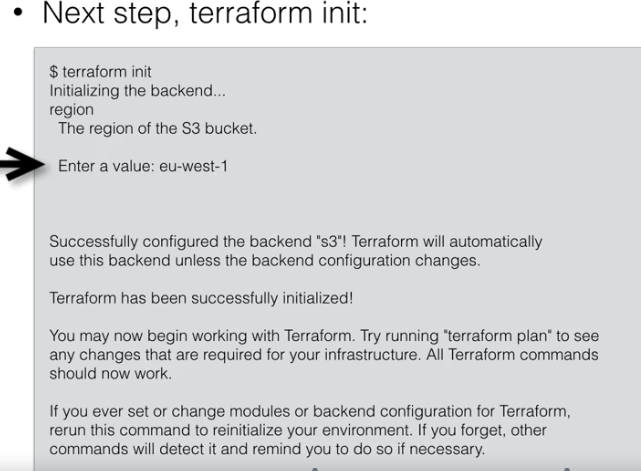 • Next step, terraform init:
$ terraform init
Initializing the backend...
region
The region of the S3 bucket.
Enter a value: eu-west-1
Successfully configured the backend "s3"! Terraform will automatically
use this backend unless the backend configuration changes.
Terraform has been successfully initialized!
You may now begin working with Terraform. Try running "terraform plan" to see
any changes that are required for your infrastructure. All Terraform commands
should now work.
If you ever set or change modules or backend configuration for Terraform,
rerun this command to reinitialize your environment. If you forget, other
commands will detect it and remind you to do so if necessary.